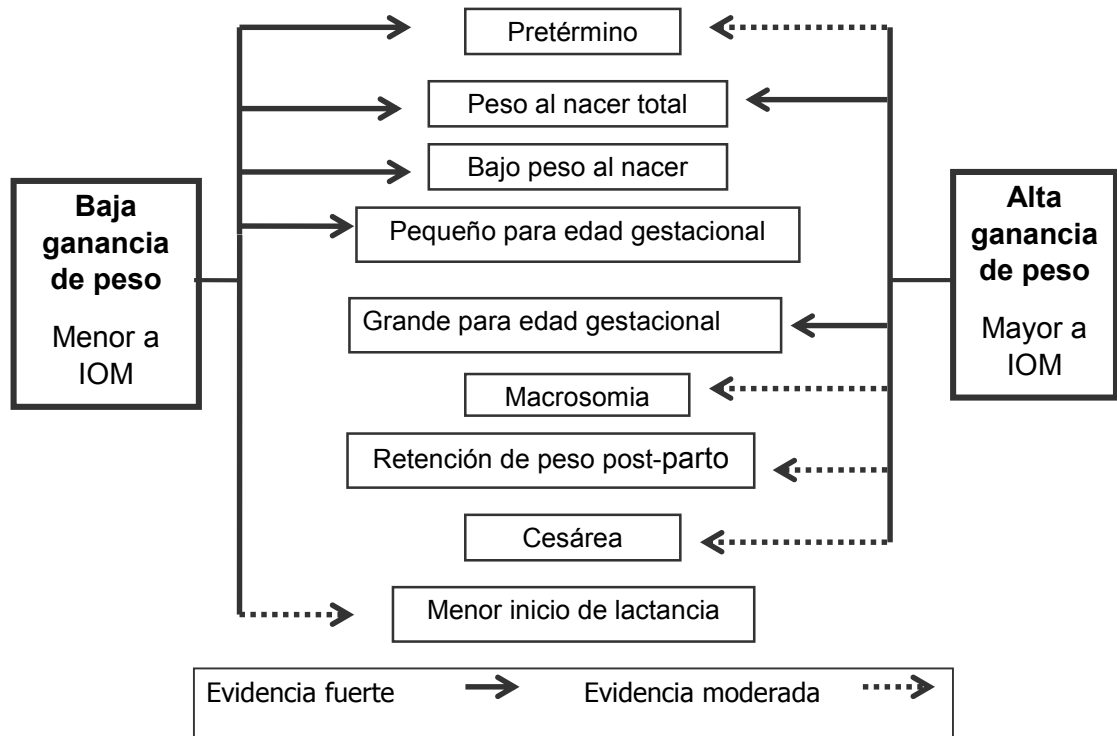 Pretérmino
Peso al nacer total
Bajo peso al nacer
Baja
ganancia
de peso
Menor a
IOM
Pequeño para edad gestacional
Alta
ganancia
de peso
Mayor a
IOM
Grande para edad gestacional
Macrosomia
Retención de peso post-parto
Cesárea
Menor inicio de lactancia
Evidencia fuerte Evidencia moderada